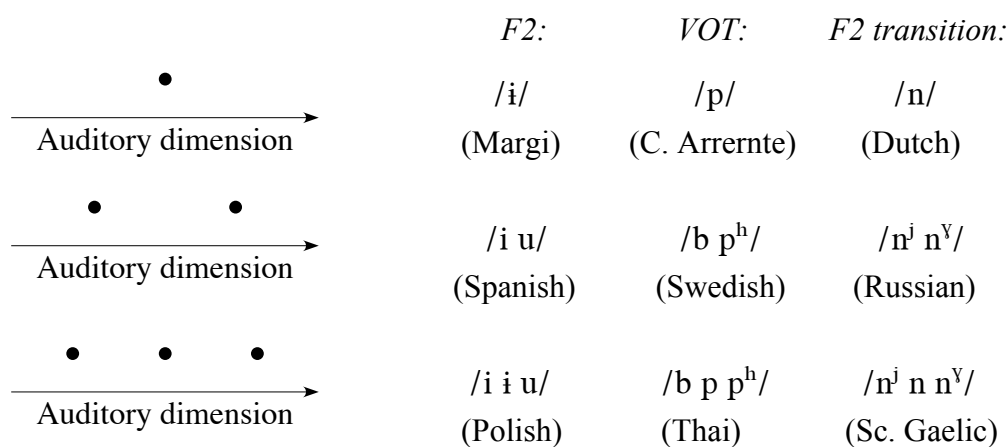 F2: VOT: F2 transition:
/ɨ/ /p/ /n/
Auditory dimension (Margi) (C. Arrernte) (Dutch)
/i u/ /b pʰ/ /nʲ nˠ/
Auditory dimension (Spanish) (Swedish) (Russian)
/i ɨ u/ /b p pʰ/ /nʲ n nˠ/
Auditory dimension (Polish) (Thai) (Sc. Gaelic)